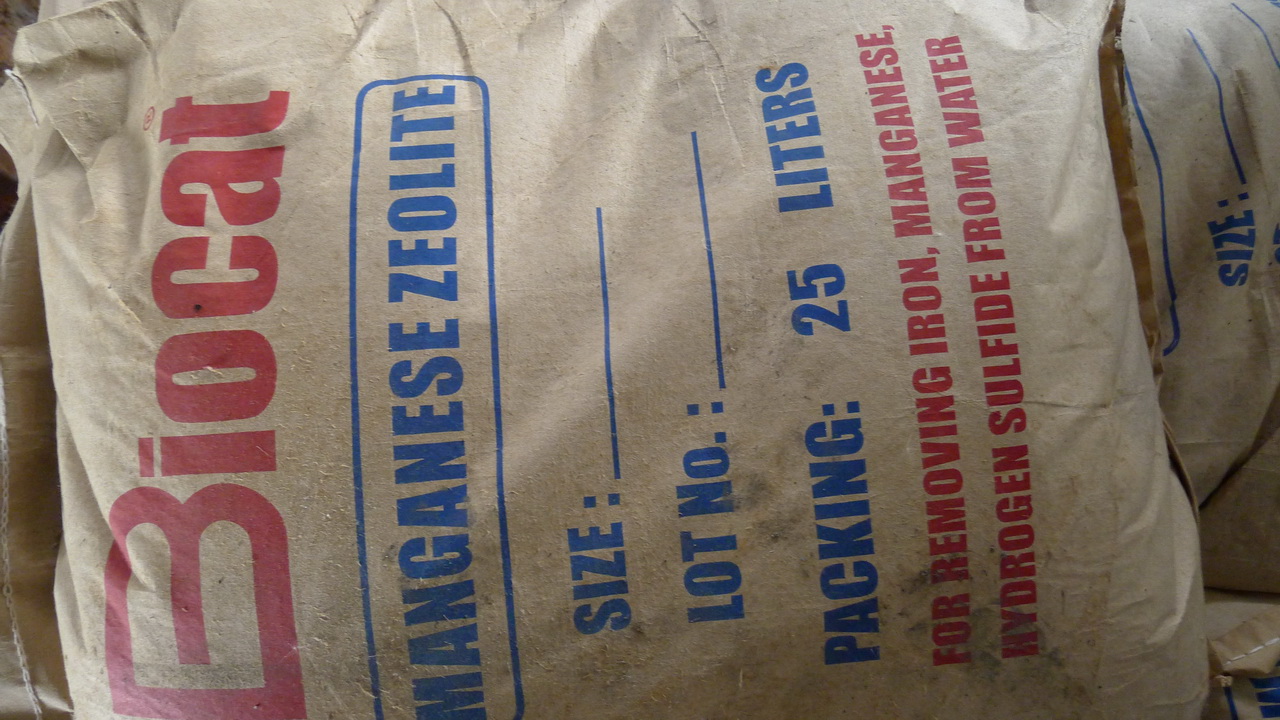 Biocat®
MANGANESE ZEOLITE
SIZE :
LOT No. :
PACKING: 25 LITERS
FOR REMOVING IRON, MANGANESE,
HYDROGEN SULFIDE FROM WATER
SIZE :